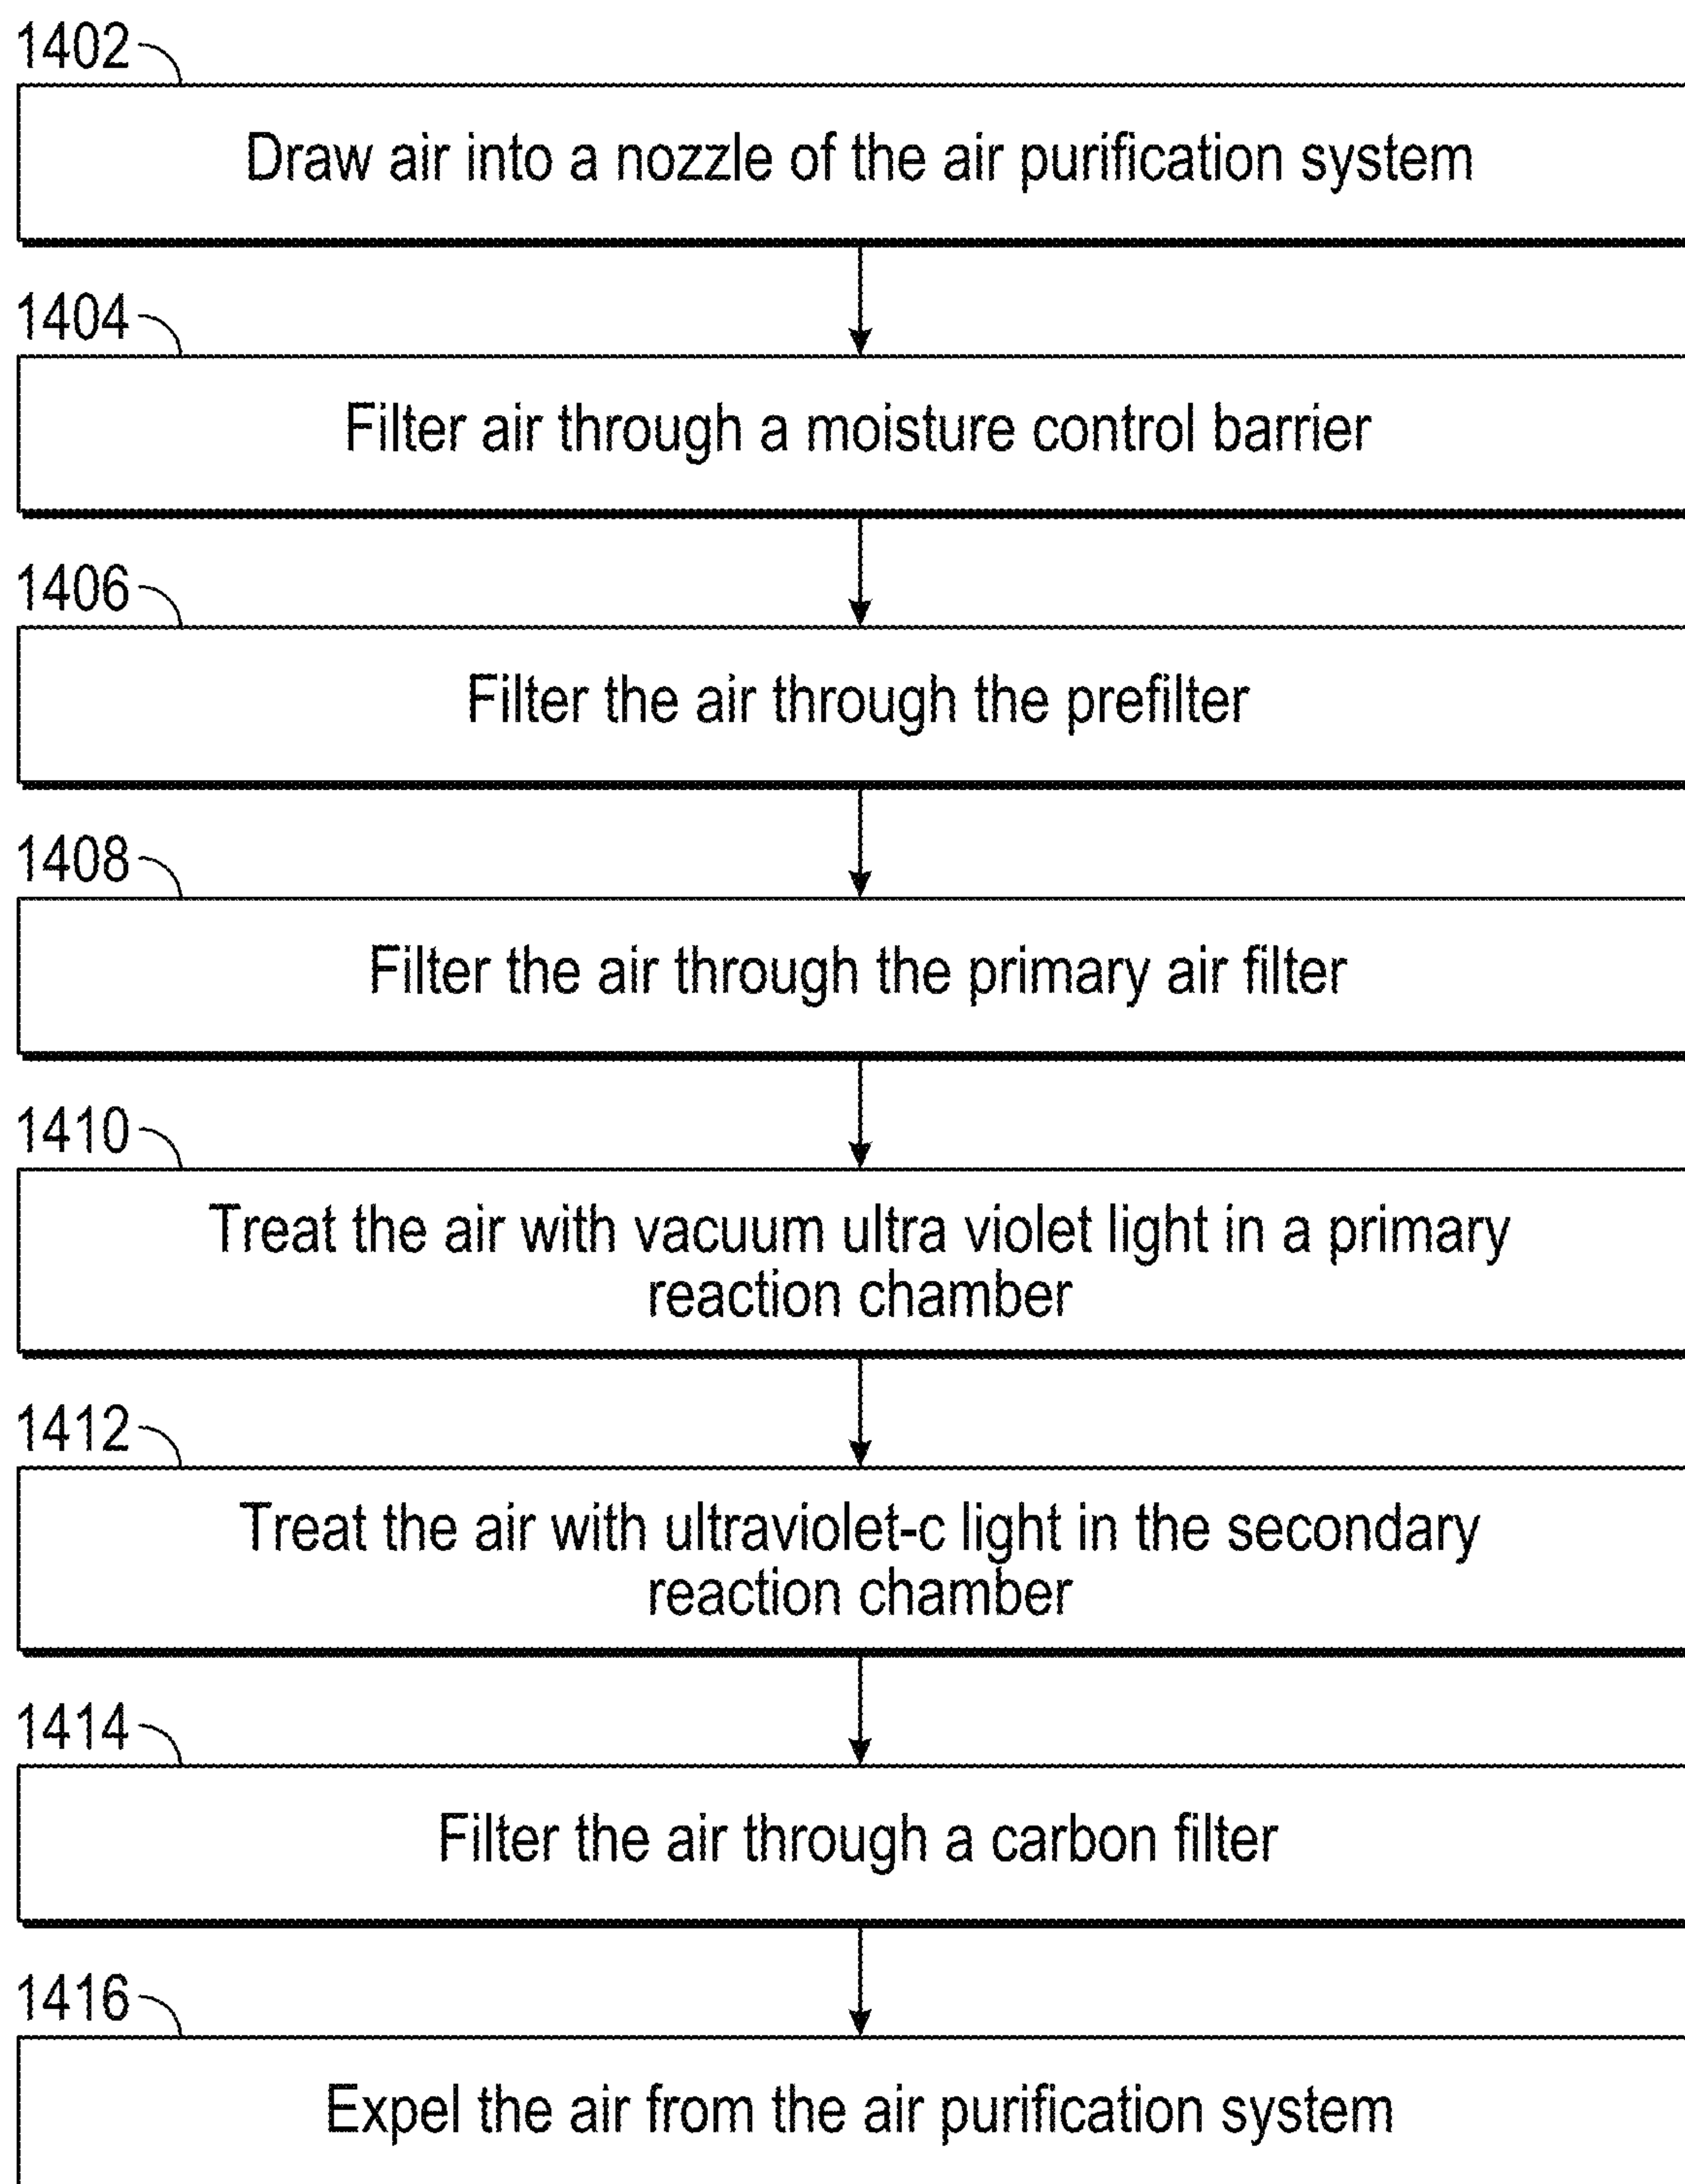 1402
Draw air into a nozzle of the air purification system
1404
Filter air through a moisture control barrier
1406
Filter the air through the prefilter
1408
Filter the air through the primary air filter
1410
Treat the air with vacuum ultra violet light in a primary
reaction chamber
1412
Treat the air with ultraviolet-c light in the secondary
reaction chamber
1414
Filter the air through a carbon filter
1416
Expel the air from the air purification system